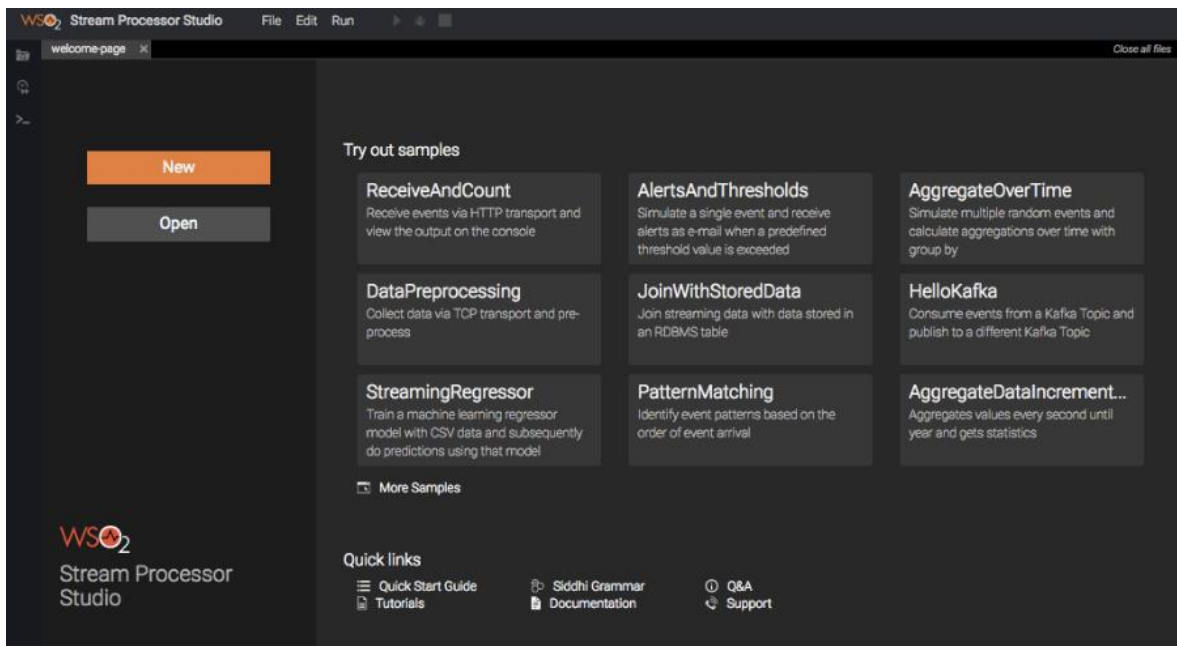 WSO2 Stream Processor Studio File Edit Run
welcome-page × Close all files
New
Open
Try out samples
ReceiveAndCount
Receive events via HTTP transport and
view the output on the console
AlertsAndThresholds
Simulate a single event and receive
alerts as e-mail when a predefined
threshold value is exceeded
AggregateOverTime
Simulate multiple random events and
calculate aggregations over time with
group by
DataPreprocessing
Collect data via TCP transport and pre-
process
JoinWithStoredData
Join streaming data with data stored in
an RDBMS table
HelloKafka
Consume events from a Kafka Topic and
publish to a different Kafka Topic
StreamingRegressor
Train a machine learning regressor
model with CSV data and subsequently
do predictions using that model
PatternMatching
Identify event patterns based on the
order of event arrival
AggregateDataIncrement...
Aggregates values every second until
year and gets statistics
More Samples
WSO2
Stream Processor
Studio
Quick links
Quick Start Guide Siddhi Grammar Q&A
Tutorials Documentation Support